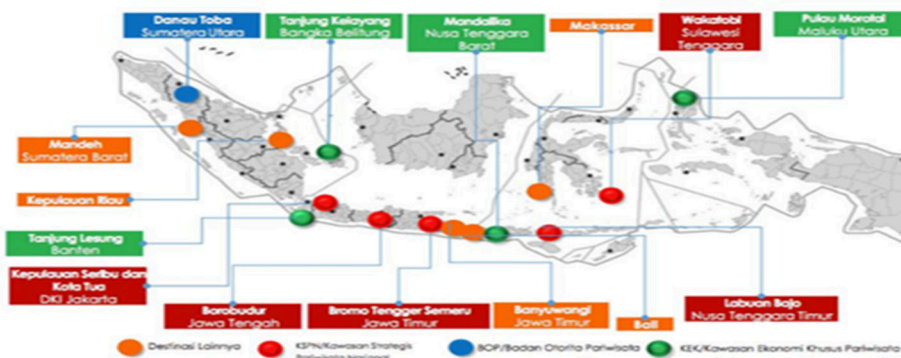 Danau Toba
Sumatera Utara
Tanjung Kelayang
Bangka Belitung
Mandalika
Nusa Tenggara
Barat
Makassar
Wakatobi
Sulawesi
Tenggara
Pulau Morotai
Maluku Utara
Mandeh
Sumatera Barat
Kepulauan Riau
Tanjung Lesung
Banten
Kepulauan Seribu dan
Kota Tua
DKI Jakarta
Borobudur
Jawa Tengah
Bromo Tengger Semeru
Jawa Timur
Banyuwangi
Jawa Timur
Bali
Labuan Bajo
Nusa Tenggara Timur
Destinasi Lainnya
KSPN/Kawasan Strategis
Pariwisata Nasional
BOP/Badan Otorita Pariwisata
KEK/Kawasan Ekonomi Khusus Pariwisata